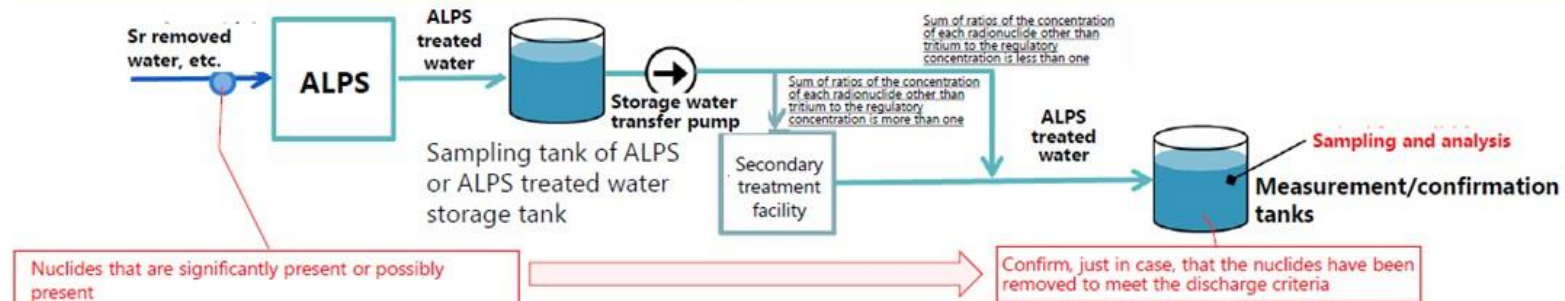 Sr removed
water, etc.
ALPS
ALPS
treated
water
Storage water
transfer pump
Sampling tank of ALPS
or ALPS treated water
storage tank
Sum of ratios of the concentration
of each radionuclide other than
tritium to the regulatory
concentration is less than one
Sum of ratios of the concentration
of each radionuclide other than
tritium to the regulatory
concentration is more than one
Secondary
treatment
facility
ALPS
treated
water
Sampling and analysis
Measurement/confirmation
tanks
Nuclides that are significantly present or possibly
present
Confirm, just in case, that the nuclides have been
removed to meet the discharge criteria